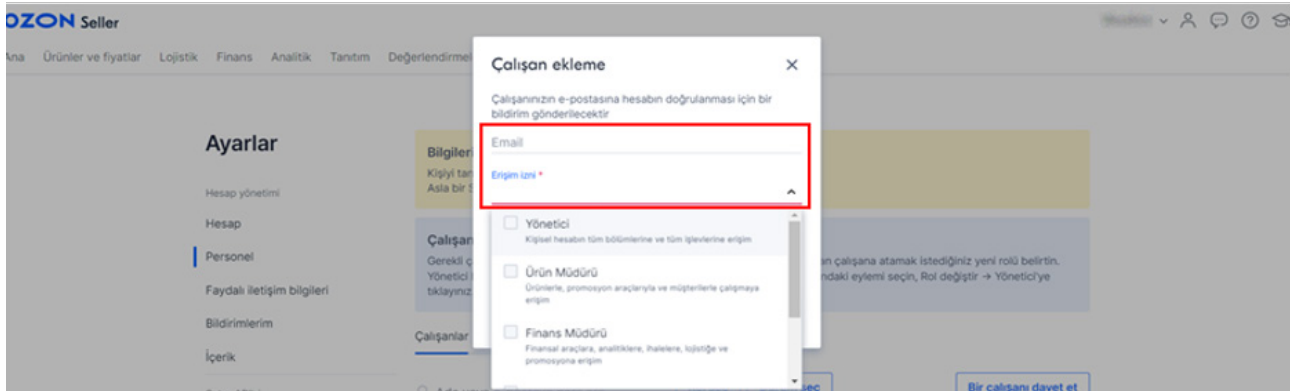 OZON Seller
Ana Ürünler ve fiyatlar Lojistik Finans Analitik Tanıtım Değerlendirmel
Çalışan ekleme
Çalışanınızın e-postasına hesabın doğrulanması için bir
bildirim gönderilecektir
Email
Erişim izni *
Yönetici
Kişisel hesabın tüm bölümlerine ve tüm işlevlerine erişim
Ürün Müdürü
Ürünlerle, promosyon araçlarıyla ve müşterilerle çalışmaya
erişim
Finans Müdürü
Finansal araçlara, analitiklere, ihalelere, lojistiğe ve
promosyona erişim
Ayarlar
Hesap yönetimi
Hesap
Personel
Faydalı iletişim bilgileri
Bildirimlerim
İçerik
Bilgileri
Kişiyi tan
Asla bir
Çalışan
Gerekli ç
Yönetici
tıklayınız
n çalışana atamak istediğiniz yeni rolü belirtin.
ndaki eylemi seçin, Rol değiştir → Yönetici'ye
Çalışanlar
seç
Bir çalışanı davet et